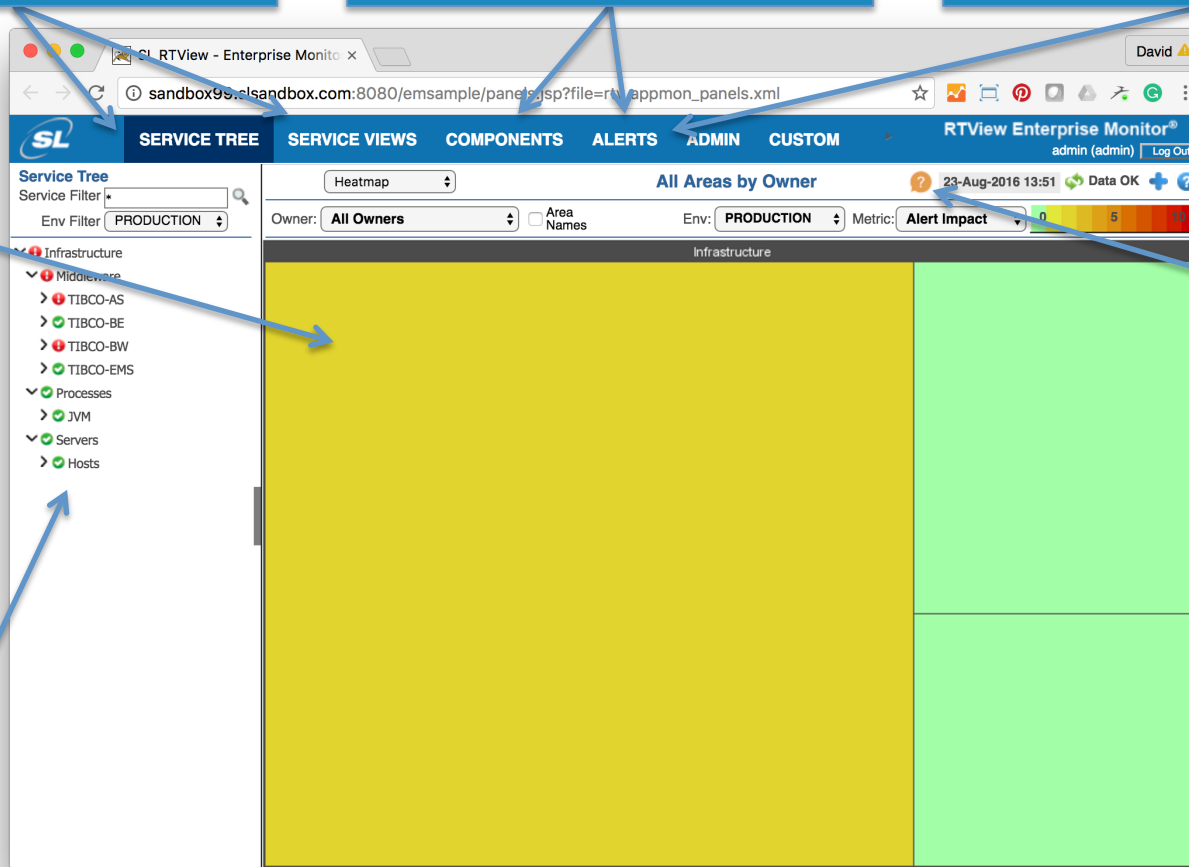 SL RTView - Enterprise Monito
David
sandbox99.slsandbox.com:8080/emsample/panels.jsp?file=rtv_appmon_panels.xml
SL
SERVICE TREE
SERVICE VIEWS
COMPONENTS
ALERTS
ADMIN
CUSTOM
RTView Enterprise Monitor®
admin (admin)
Log Out
Service Tree
Service Filter *
Env Filter PRODUCTION
Infrastructure
Middleware
TIBCO-AS
TIBCO-BE
TIBCO-BW
TIBCO-EMS
Processes
JVM
Servers
Hosts
Heatmap
All Areas by Owner
23-Aug-2016 13:51 Data OK
Owner: All Owners
Area Names
Env: PRODUCTION
Metric: Alert Impact
0 5 10
Infrastructure